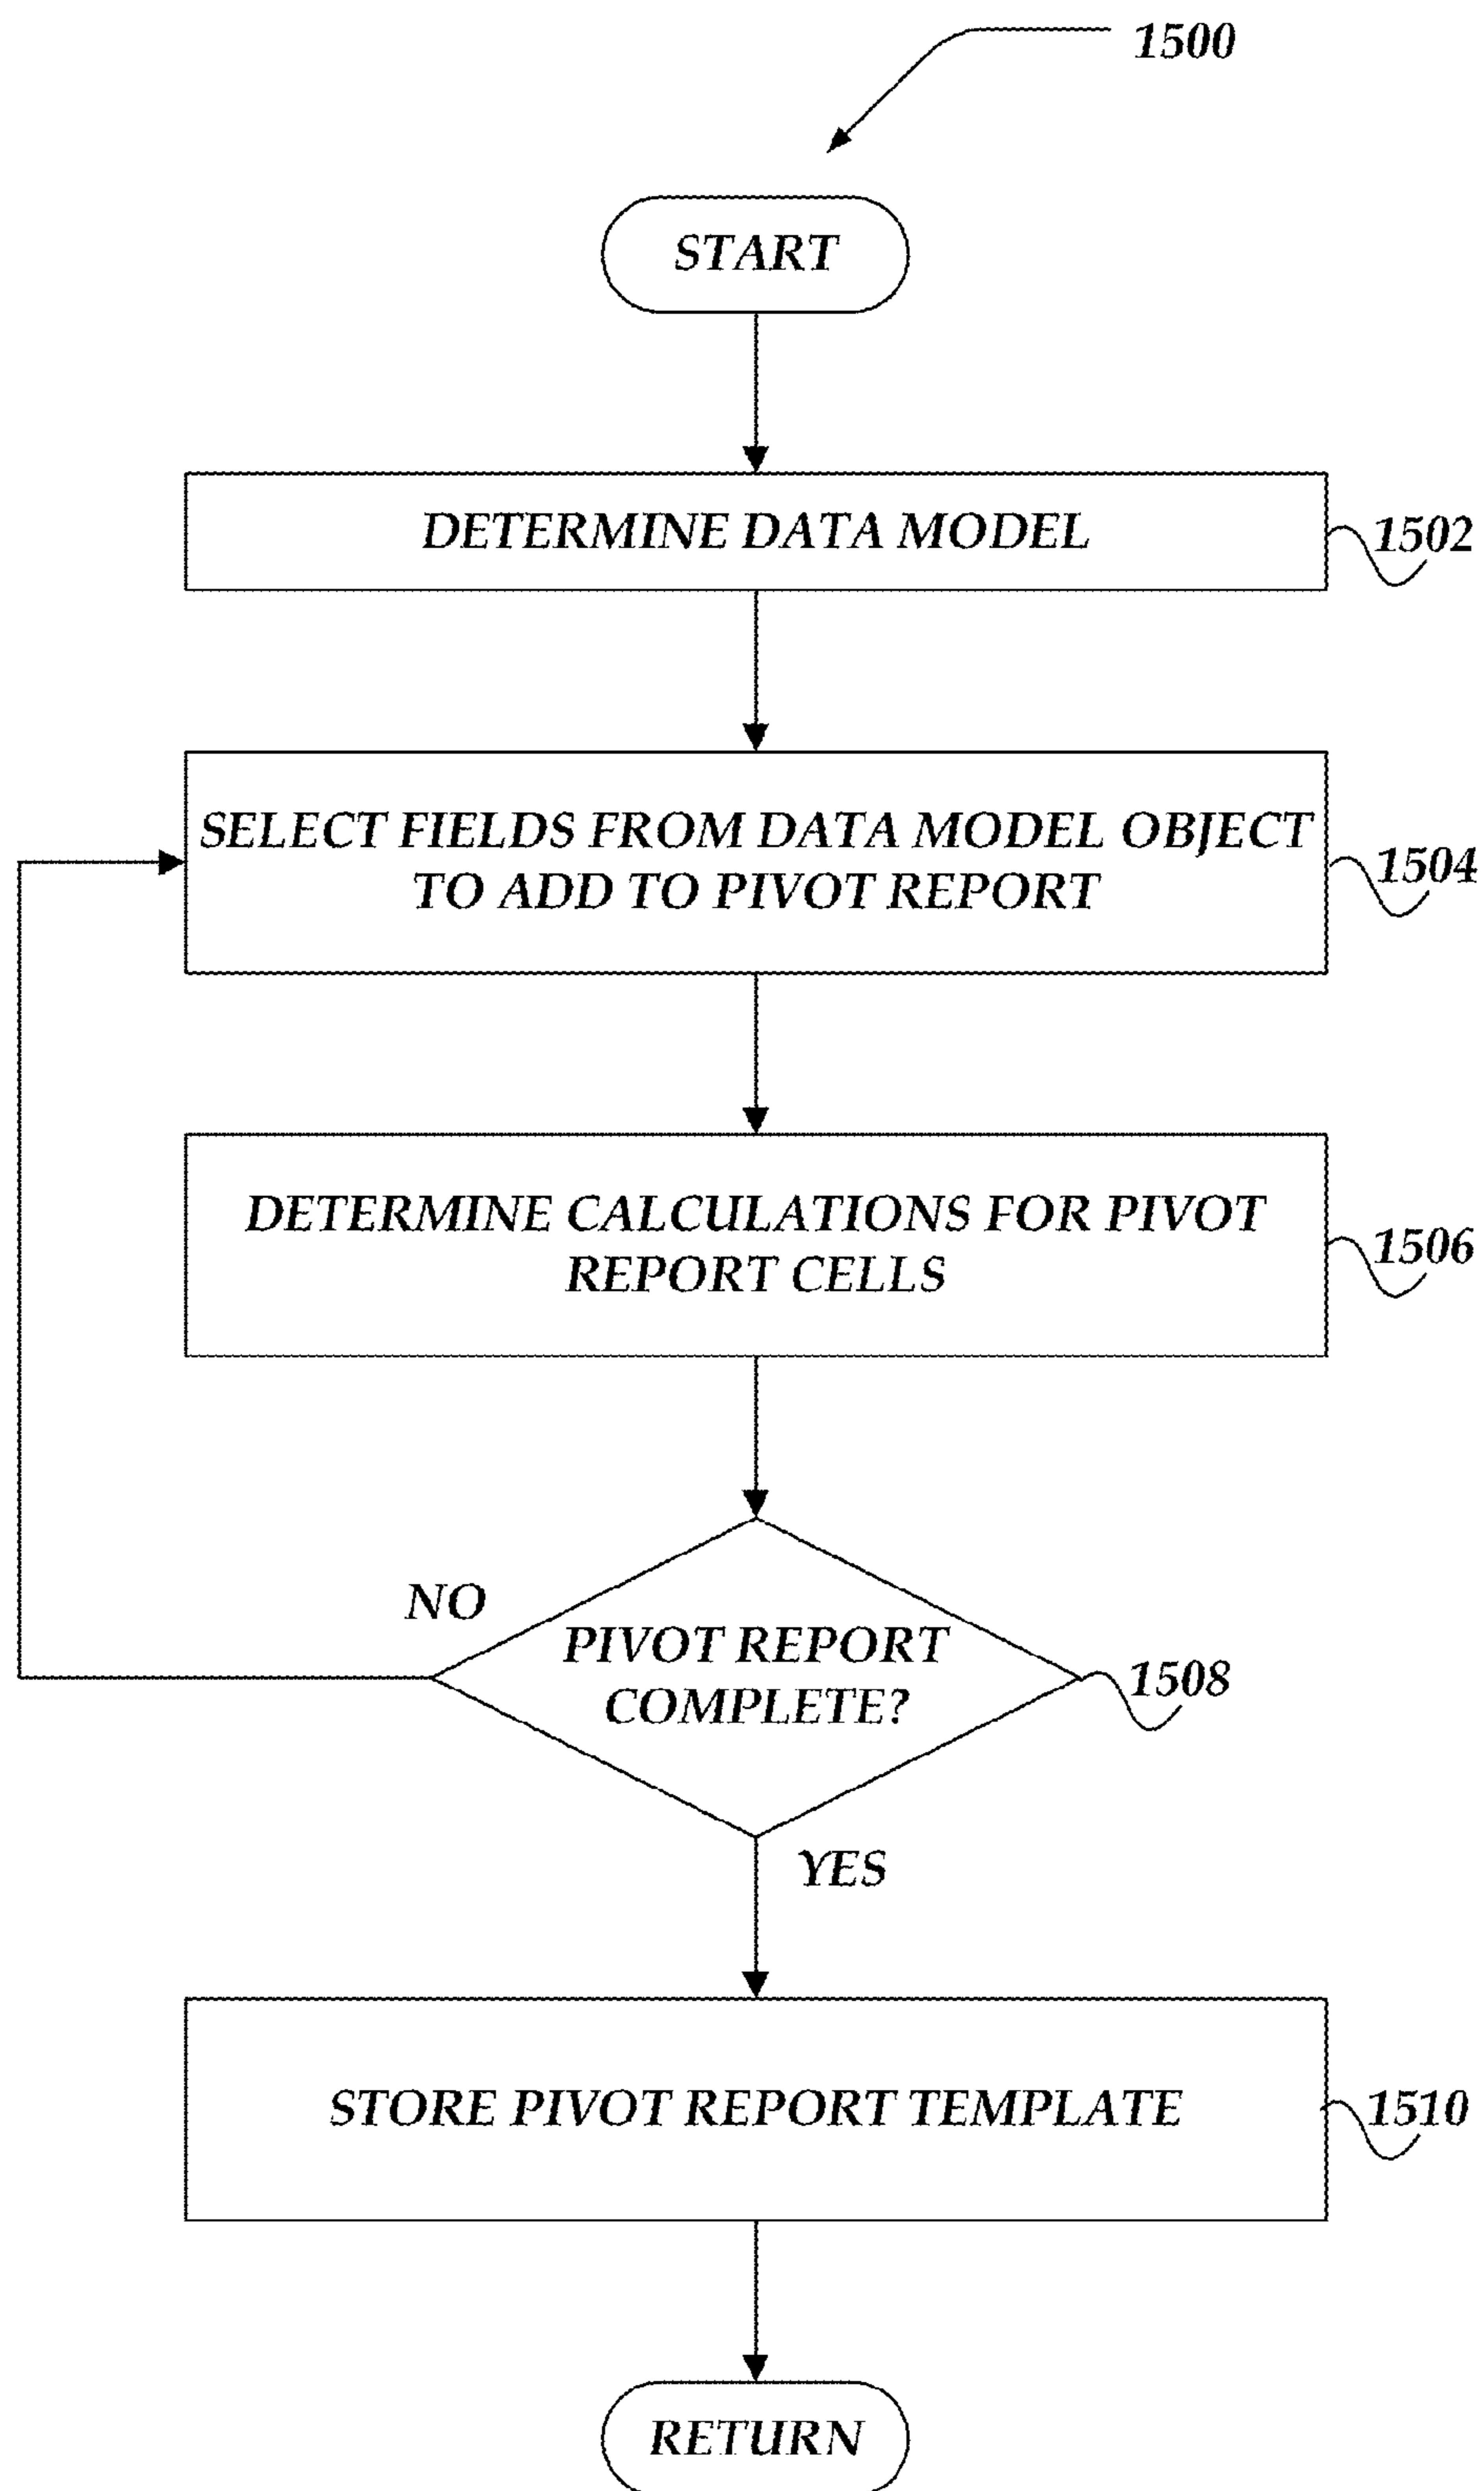 1500
START
DETERMINE DATA MODEL
1502
SELECT FIELDS FROM DATA MODEL OBJECT
TO ADD TO PIVOT REPORT
1504
DETERMINE CALCULATIONS FOR PIVOT
REPORT CELLS
1506
NO
PIVOT REPORT
COMPLETE?
1508
YES
STORE PIVOT REPORT TEMPLATE
1510
RETURN